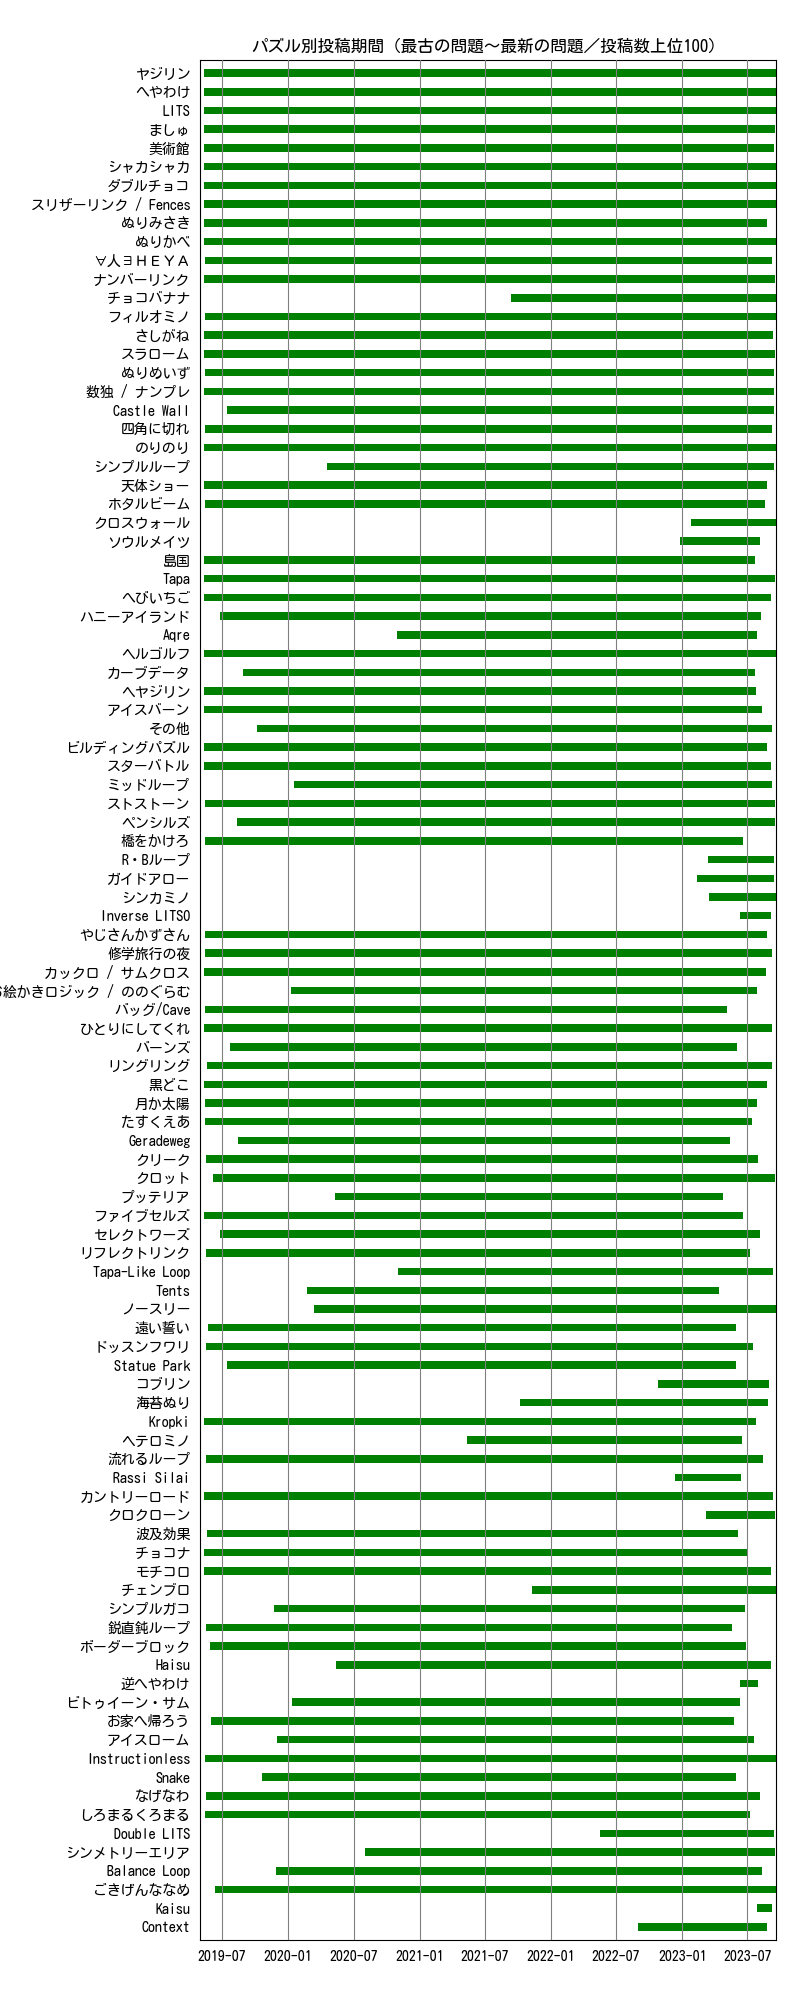 パズル別投稿期間（最古の問題～最新の問題／投稿数上位100）
ヤジリン
へやわけ
LITS
ましゅ
美術館
シャカシャカ
ダブルチョコ
スリザーリンク / Fences
ぬりみさき
ぬりかべ
∀人∃ＨＥＹＡ
ナンバーリンク
チョコバナナ
フィルオミノ
さしがね
スラローム
ぬりめいず
数独 / ナンプレ
Castle Wall
四角に切れ
のりのり
シンプルループ
天体ショー
ホタルビーム
クロスウォール
ソウルメイツ
島国
Tapa
へびいちご
ハニーアイランド
Aqre
ヘルゴルフ
カーブデータ
ヘヤジリン
アイスバーン
その他
ビルディングパズル
スターバトル
ミッドループ
ストストーン
ペンシルズ
橋をかけろ
R・Bループ
ガイドアロー
シンカミノ
Inverse LITSO
やじさんかずさん
修学旅行の夜
カックロ / サムクロス
絵かきロジック / ののぐらむ
バッグ/Cave
ひとりにしてくれ
バーンズ
リングリング
黒どこ
月か太陽
たすくえあ
Geradeweg
クリーク
クロット
プッテリア
ファイブセルズ
セレクトワーズ
リフレクトリンク
Tapa-Like Loop
Tents
ノースリー
遠い誓い
ドッスンフワリ
Statue Park
コブリン
海苔ぬり
Kropki
ヘテロミノ
流れるループ
Rassi Silai
カントリーロード
クロクローン
波及効果
チョコナ
モチコロ
チェンブロ
シンプルガコ
鋭直鈍ループ
ボーダーブロック
Haisu
逆へやわけ
ビトゥイーン・サム
お家へ帰ろう
アイスローム
Instructionless
Snake
なげなわ
しろまるくろまる
Double LITS
シンメトリーエリア
Balance Loop
ごきげんななめ
Kaisu
Context
2019-07 2020-01 2020-07 2021-01 2021-07 2022-01 2022-07 2023-01 2023-07